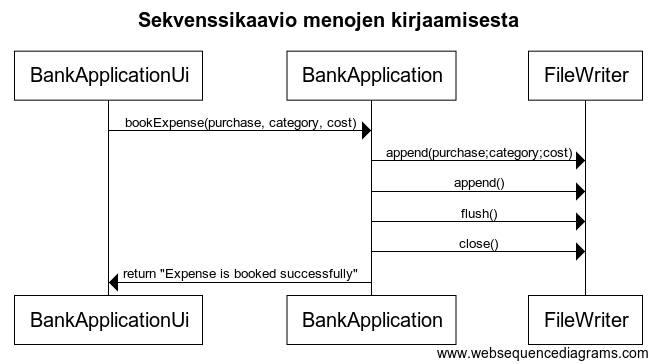 Sekvenssikaavio menojen kirjaamisesta
BankApplicationUi
BankApplication
FileWriter
bookExpense(purchase, category, cost)
append(purchase;category;cost)
append()
flush()
close()
return "Expense is booked successfully"
BankApplicationUi
BankApplication
FileWriter
www.websequencediagrams.com